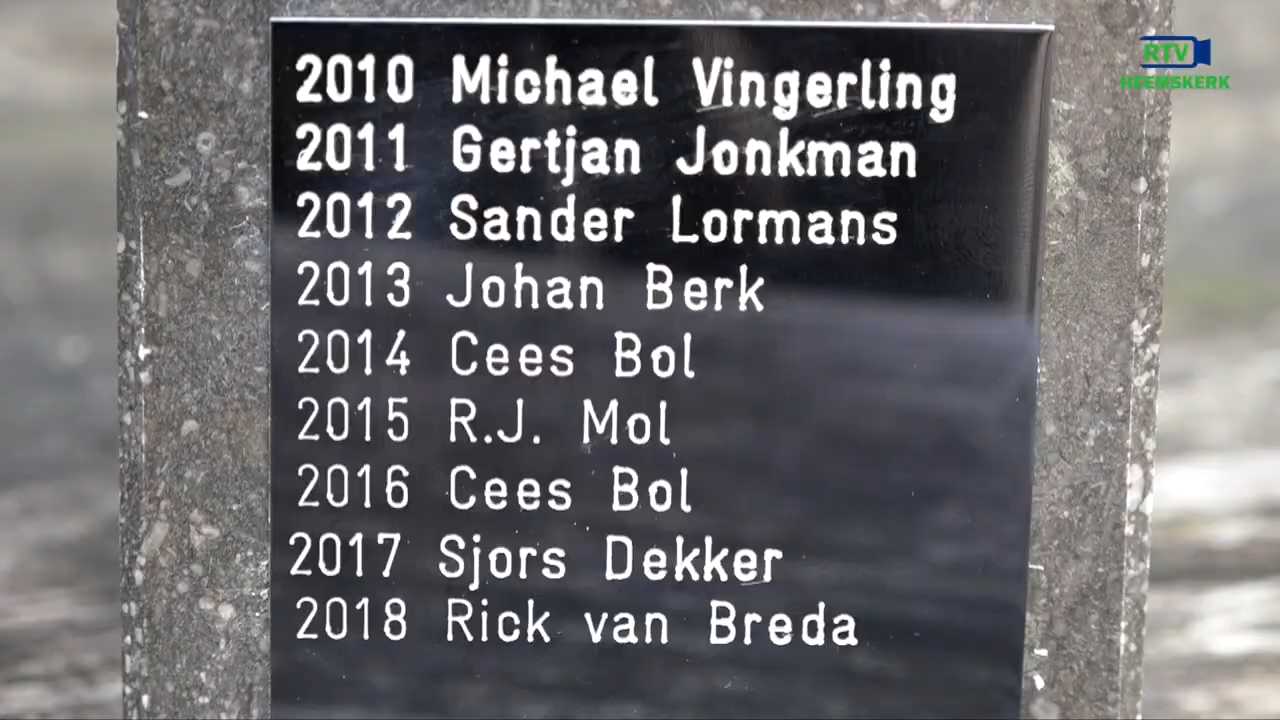 2010 Michael Vingerling
2011 Gertjan Jonkman
2012 Sander Lormans
2013 Johan Berk
2014 Cees Bol
2015 R.J. Mol
2016 Cees Bol
2017 Sjors Dekker
2018 Rick van Breda
RTV
HEEMSKERK